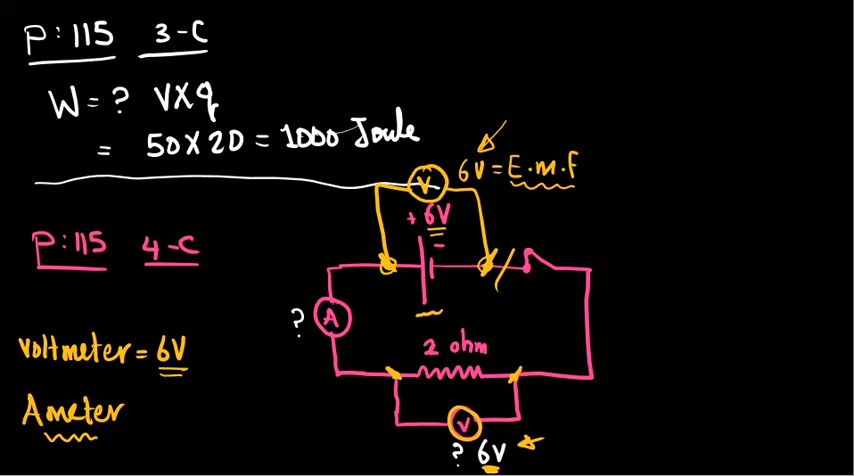 P:115 3-C
W = ? V×q
= 50×20 = 1000 Joule
6V = E.m.f
V
+ 6V -
P:115 4-C
? A
2 ohm
Voltmeter = 6V
Ameter
V
? 6V